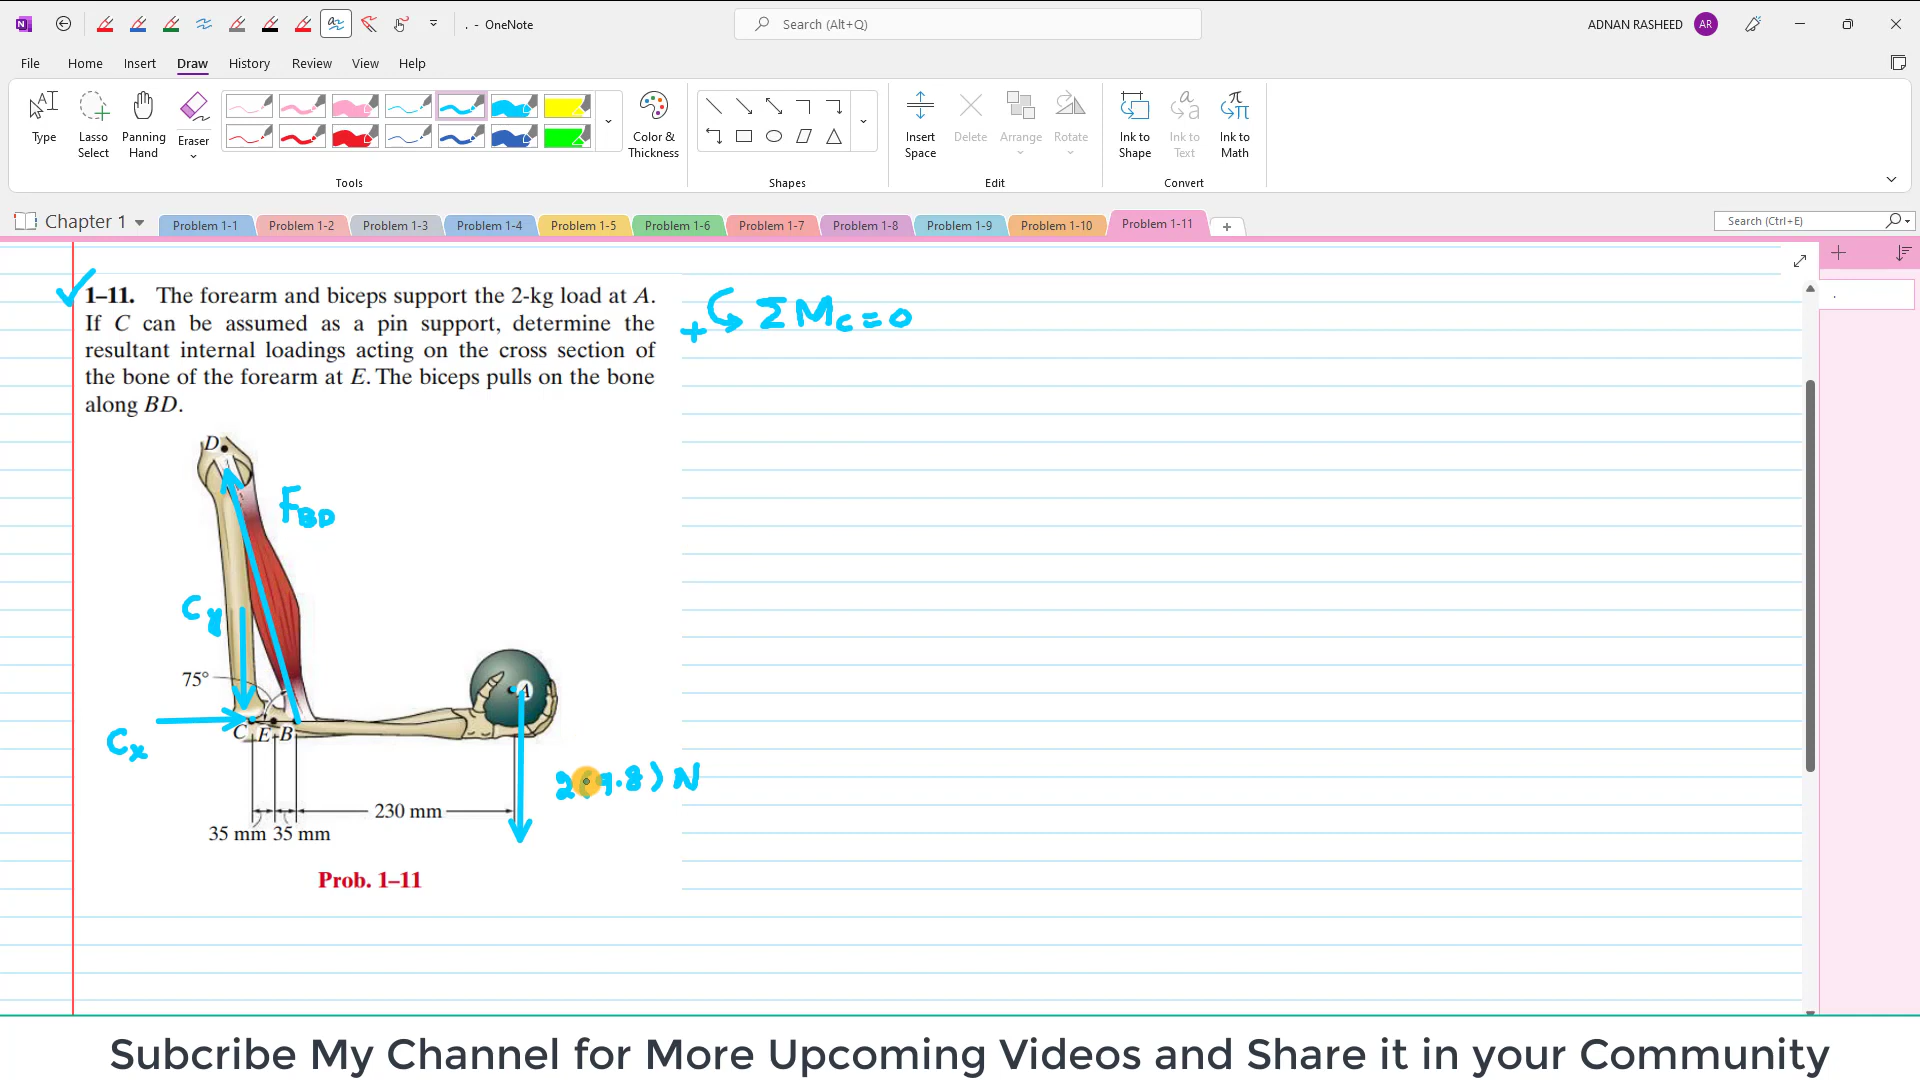 . - OneNote
Search (Alt+Q)
ADNAN RASHEED AR
File Home Insert Draw History Review View Help
Type
Lasso Select
Panning Hand
Eraser
Color & Thickness
Insert Space
Delete
Arrange
Rotate
Ink to Shape
Ink to Text
Ink to Math
Tools Shapes Edit Convert
Chapter 1 Problem 1-1 Problem 1-2 Problem 1-3 Problem 1-4 Problem 1-5 Problem 1-6 Problem 1-7 Problem 1-8 Problem 1-9 Problem 1-10 Problem 1-11 Search (Ctrl+E)
1–11. The forearm and biceps support the 2-kg load at A.
If C can be assumed as a pin support, determine the
resultant internal loadings acting on the cross section of
the bone of the forearm at E. The biceps pulls on the bone
along BD.
+ ΣMC=0
D
FBD
Cy
75°
A
C E B
Cx
2(9.8) N
230 mm
35 mm 35 mm
Prob. 1–11
Subcribe My Channel for More Upcoming Videos and Share it in your Community